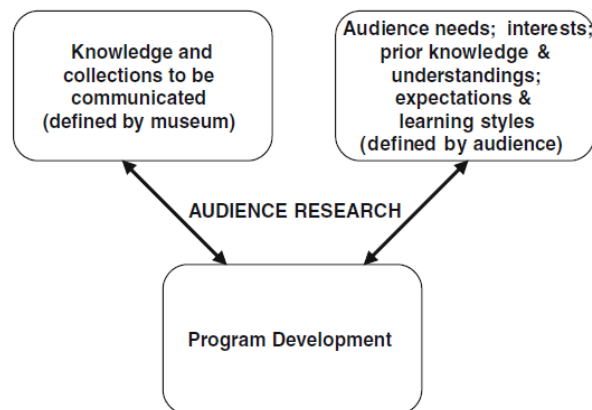 Knowledge and
collections to be
communicated
(defined by museum)
Audience needs; interests;
prior knowledge &
understandings;
expectations &
learning styles
(defined by audience)
AUDIENCE RESEARCH
Program Development